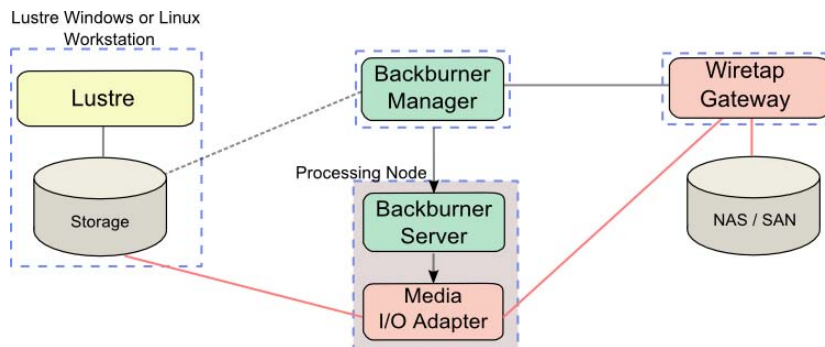 Lustre Windows or Linux
Workstation
Lustre
Storage
Backburner
Manager
Wiretap
Gateway
Processing Node
Backburner
Server
Media
I/O Adapter
NAS / SAN